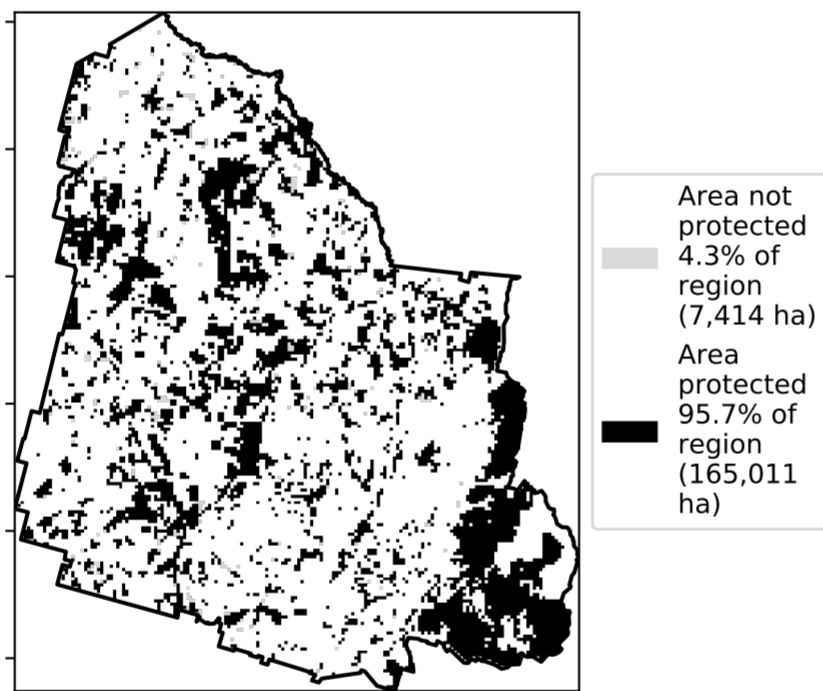 Area not
protected
4.3% of
region
(7,414 ha)
Area
protected
95.7% of
region
(165,011
ha)